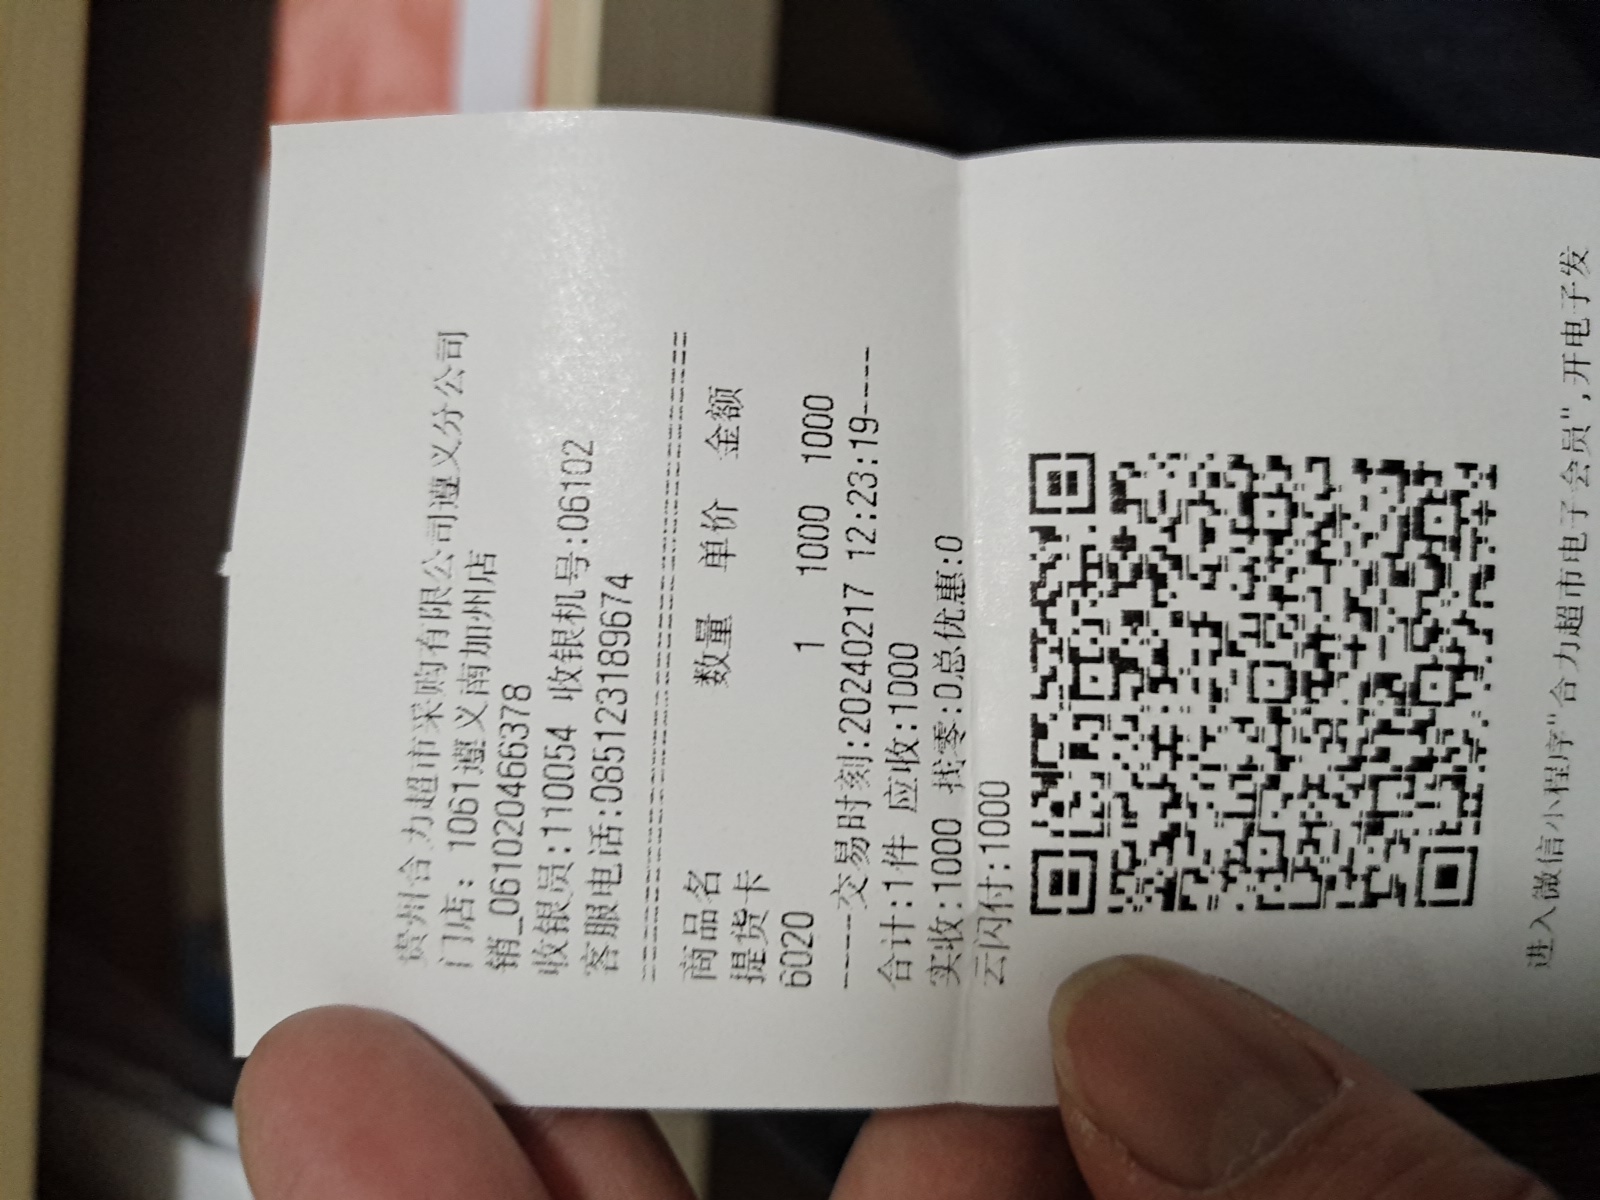 贵州合力超市采购有限公司遵义分公司
门店: 1061遵义南加州店
销_0610202466378
收银员:110054 收银机号:06102
客服电话:085123189674
商品名 数量 单价 金额
提货卡
6020 1 1000 1000
-----交易时刻:20240217 12:23:19----
合计:1件 应收:1000
实收:1000 找零:0总优惠:0
云闪付:1000
进入微信小程序"合力超市电子会员",开电子发